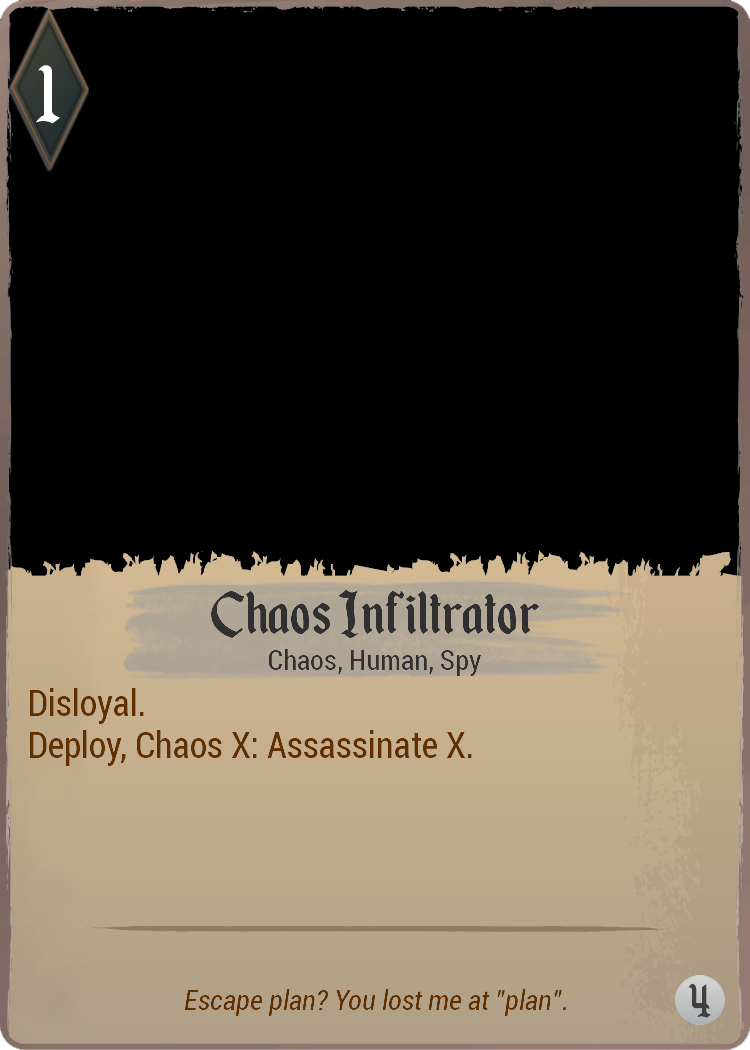 1
Chaos Infiltrator
Chaos, Human, Spy
Disloyal.
Deploy, Chaos X: Assassinate X.
Escape plan? You lost me at "plan".
4